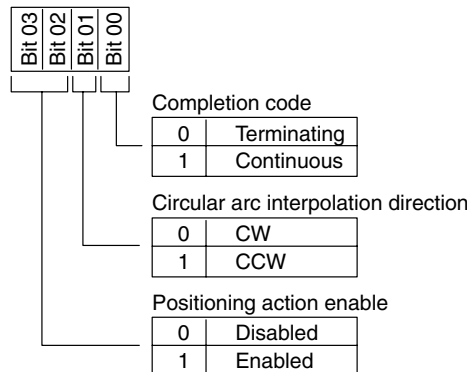 Bit 03 Bit 02 Bit 01 Bit 00
Completion code
0 Terminating
1 Continuous
Circular arc interpolation direction
0 CW
1 CCW
Positioning action enable
0 Disabled
1 Enabled